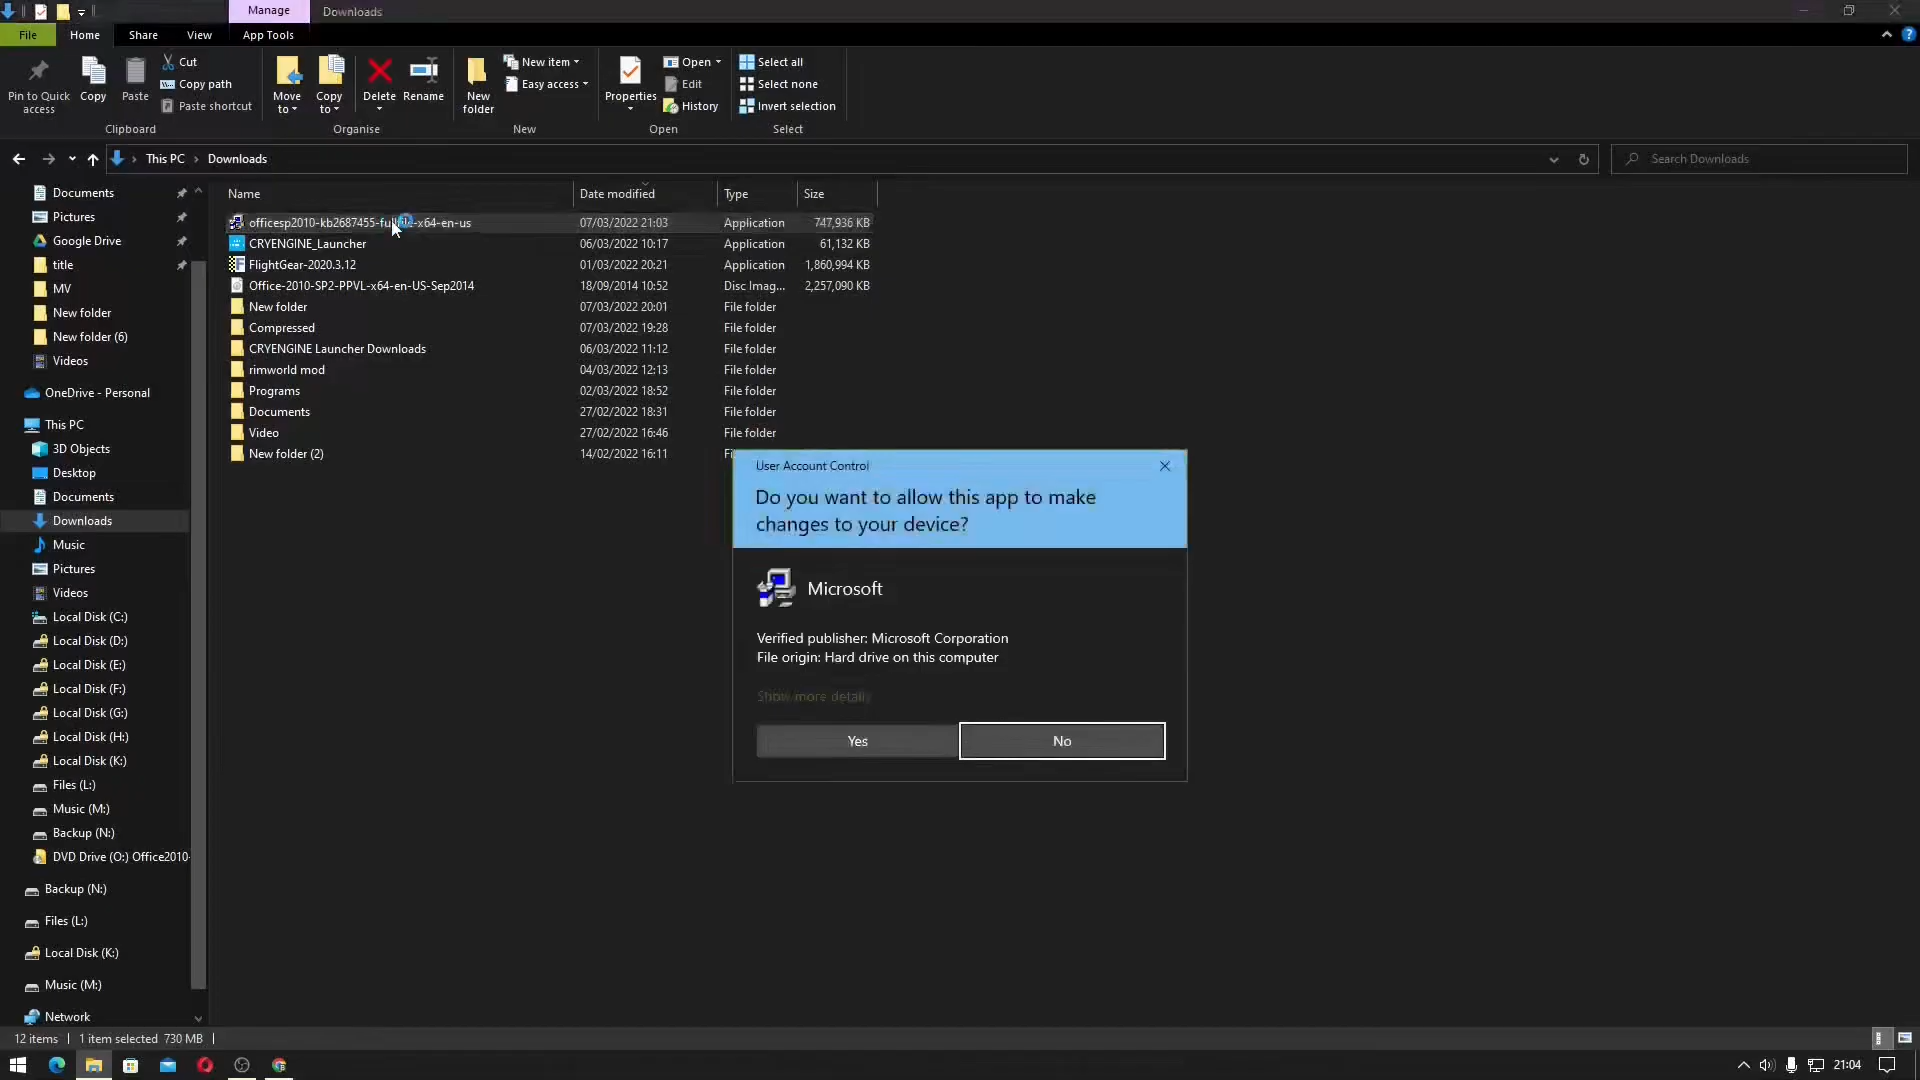 Manage
Downloads
File
Home
Share
View
App Tools
Pin to Quick
access
Copy
Paste
Cut
Copy path
Paste shortcut
Clipboard
Move
to
Copy
to
Delete
Rename
Organise
New
folder
New item
Easy access
New
Properties
Open
Edit
History
Open
Select all
Select none
Invert selection
Select
This PC
Downloads
Search Downloads
Documents
Pictures
Google Drive
title
MV
New folder
New folder (6)
Videos
OneDrive - Personal
This PC
3D Objects
Desktop
Documents
Downloads
Music
Pictures
Videos
Local Disk (C:)
Local Disk (D:)
Local Disk (E:)
Local Disk (F:)
Local Disk (G:)
Local Disk (H:)
Local Disk (K:)
Files (L:)
Music (M:)
Backup (N:)
DVD Drive (O:) Office2010-
Backup (N:)
Files (L:)
Local Disk (K:)
Music (M:)
Network
Name Date modified Type Size
07/03/2022 21:03 Application 747,936 KB
CRYENGINE_Launcher 06/03/2022 10:17 Application 61,132 KB
FlightGear-2020.3.12 01/03/2022 20:21 Application 1,860,994 KB
Office-2010-SP2-PPVL-x64-en-US-Sep2014 18/09/2014 10:52 Disc Imag... 2,257,090 KB
New folder 07/03/2022 20:01 File folder
Compressed 07/03/2022 19:28 File folder
CRYENGINE Launcher Downloads 06/03/2022 11:12 File folder
rimworld mod 04/03/2022 12:13 File folder
Programs 02/03/2022 18:52 File folder
Documents 27/02/2022 18:31 File folder
Video 27/02/2022 16:46 File folder
New folder (2) 14/02/2022 16:11
User Account Control
Do you want to allow this app to make
changes to your device?
Microsoft
Verified publisher: Microsoft Corporation
File origin: Hard drive on this computer
Show more
Yes
No
12 items
1 item selected 730 MB
21:04